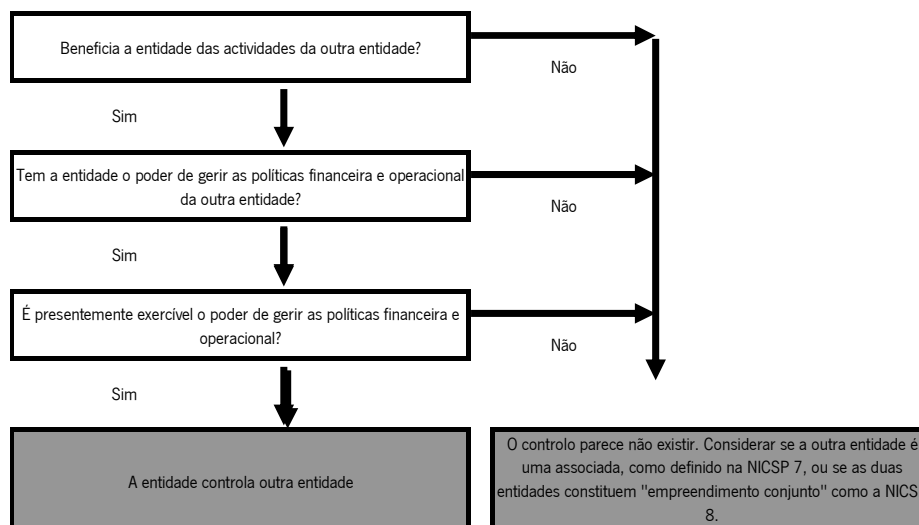 Beneficia a entidade das actividades da outra entidade?
Não
Sim
Tem a entidade o poder de gerir as políticas financeira e operacional
da outra entidade?
Não
Sim
É presentemente exercível o poder de gerir as políticas financeira e
operacional?
Não
Sim
A entidade controla outra entidade
O controlo parece não existir. Considerar se a outra entidade é
uma associada, como definido na NICSP 7, ou se as duas
entidades constituem "empreendimento conjunto" como a NICS
8.